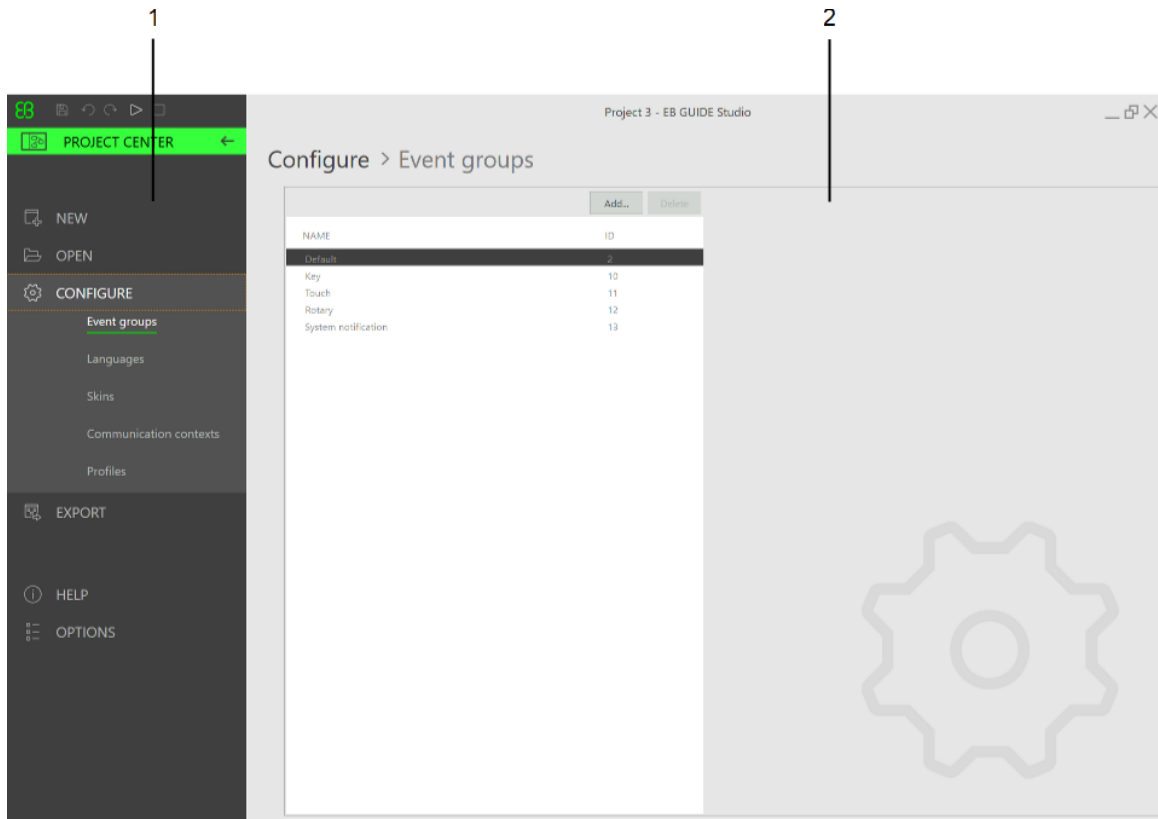 1
2
EB
Project 3 - EB GUIDE Studio
PROJECT CENTER
NEW
OPEN
CONFIGURE
Event groups
Languages
Skins
Communication contexts
Profiles
EXPORT
HELP
OPTIONS
Configure > Event groups
Add... Delete
NAME ID
Default 2
Key 10
Touch 11
Rotary 12
System notification 13